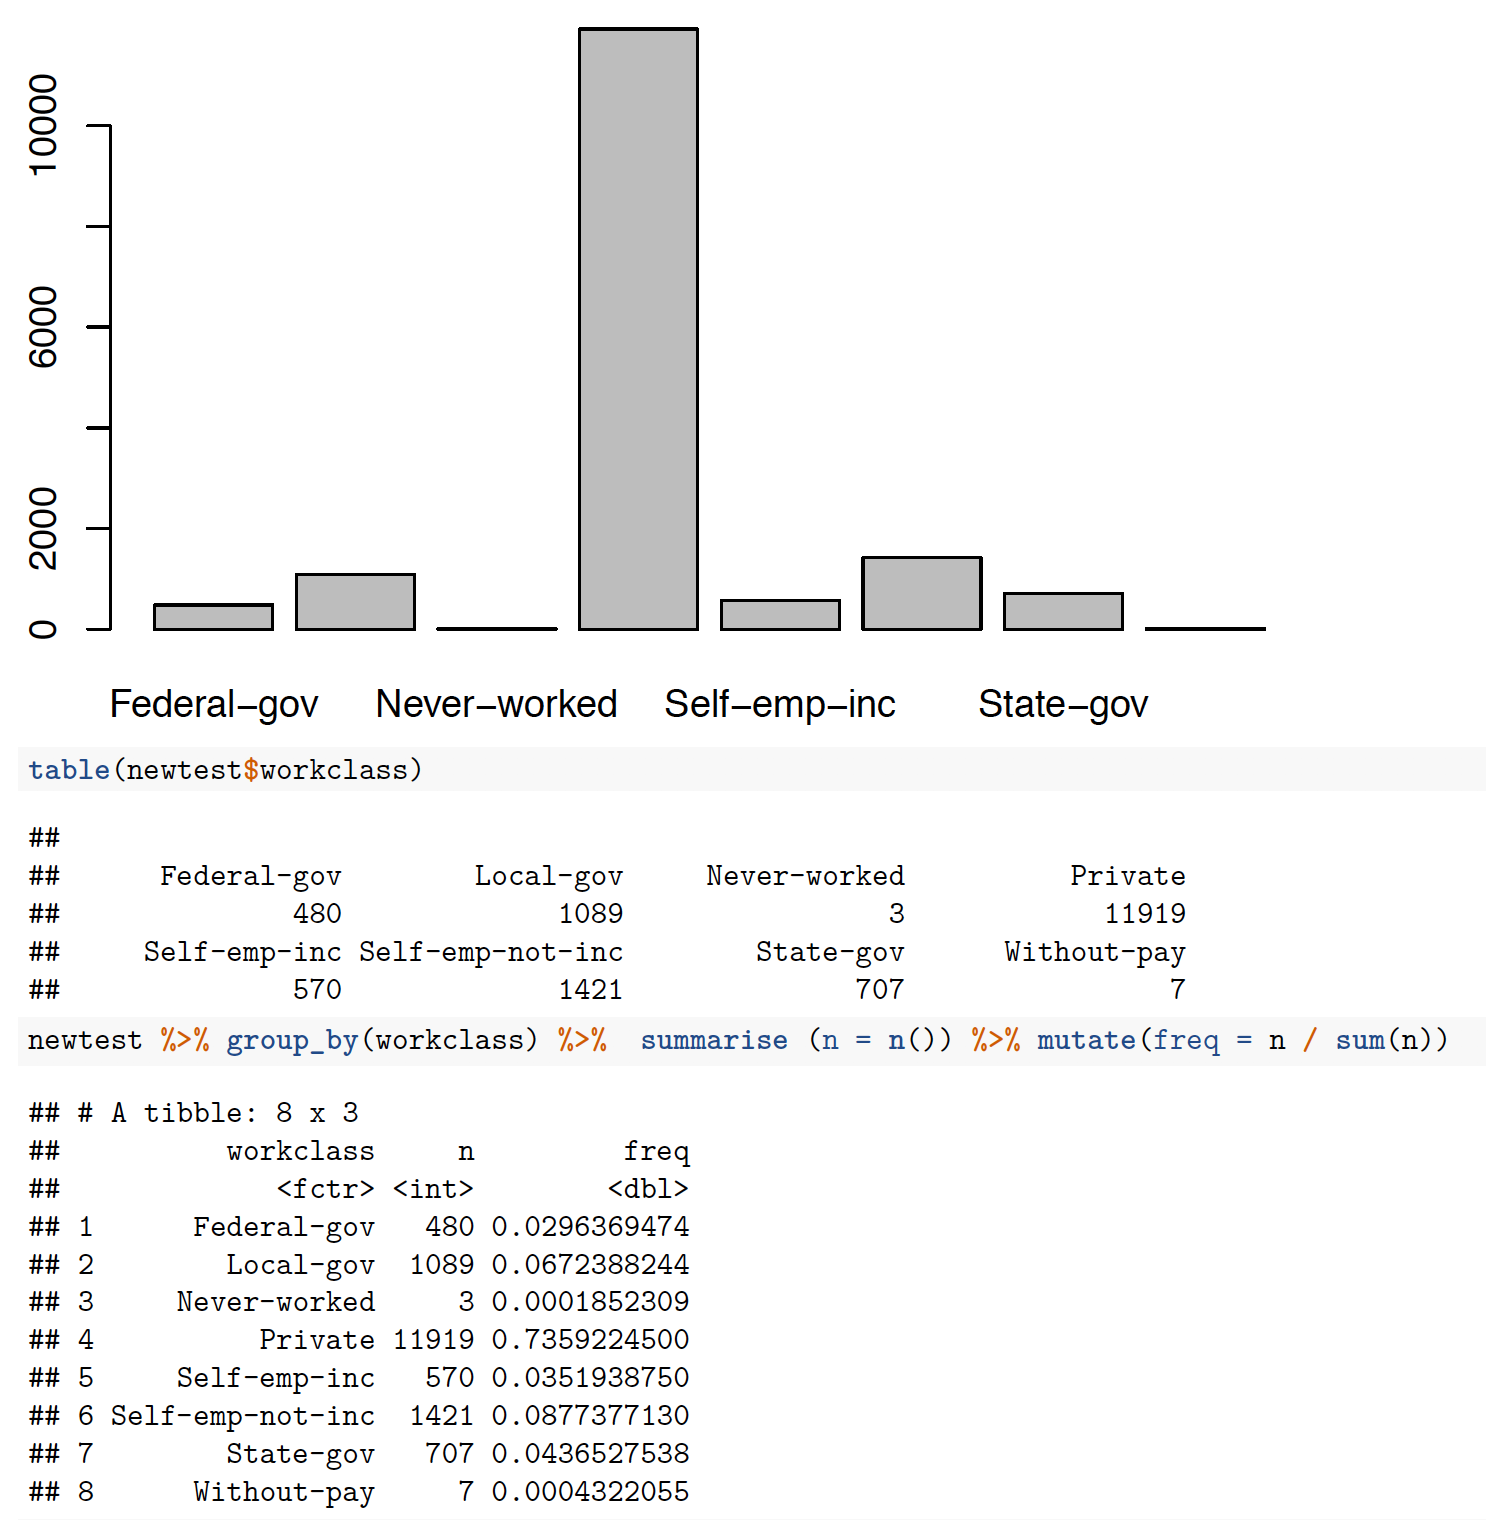 10000
6000
2000
0
Federal−gov Never−worked Self−emp−inc State−gov
table(newtest$workclass)
##
## Federal-gov Local-gov Never-worked Private
## 480 1089 3 11919
## Self-emp-inc Self-emp-not-inc State-gov Without-pay
## 570 1421 707 7
newtest %>% group_by(workclass) %>% summarise (n = n()) %>% mutate(freq = n / sum(n))
## # A tibble: 8 x 3
## workclass n freq
## <fctr> <int> <dbl>
## 1 Federal-gov 480 0.0296369474
## 2 Local-gov 1089 0.0672388244
## 3 Never-worked 3 0.0001852309
## 4 Private 11919 0.7359224500
## 5 Self-emp-inc 570 0.0351938750
## 6 Self-emp-not-inc 1421 0.0877377130
## 7 State-gov 707 0.0436527538
## 8 Without-pay 7 0.0004322055